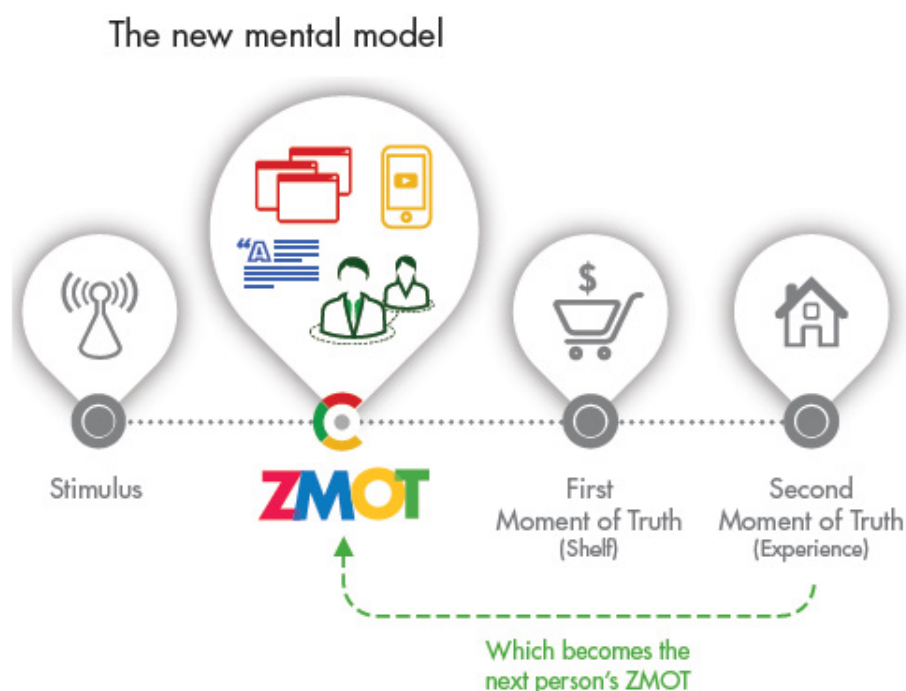 The new mental model
“A
$
Stimulus
ZMOT
First
Moment of Truth
(Shelf)
Second
Moment of Truth
(Experience)
Which becomes the
next person's ZMOT